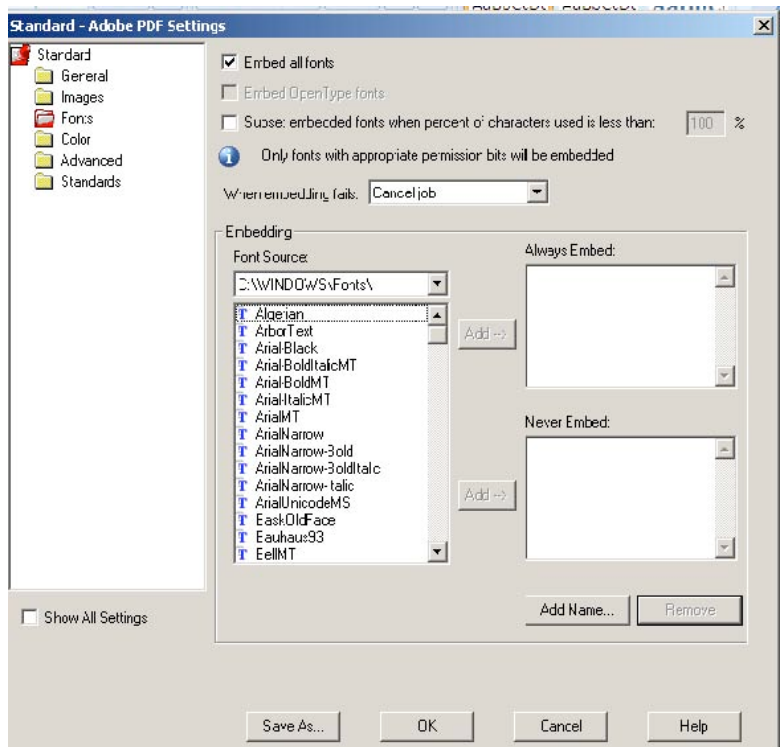 Standard - Adobe PDF Settings
Standard
General
Images
Fonts
Color
Advanced
Standards
Show All Settings
Embed all fonts
Embed OpenType fonts
Subset embedded fonts when percent of characters used is less than: 100 %
Only fonts with appropriate permission bits will be embedded
When embedding fails: Cancel job
Embedding
Font Source:
C:\WINDOWS\Fonts\
Algerian
ArborText
Arial-Black
Arial-BoldItalicMT
Arial-BoldMT
Arial-ItalicMT
ArialMT
ArialNarrow
ArialNarrow-Bold
ArialNarrow-BoldItalic
ArialNarrow-Italic
ArialUnicodeMS
BaskOldFace
Bauhaus93
BellMT
Add -->
Add -->
Always Embed:
Never Embed:
Add Name...
Remove
Save As...
OK
Cancel
Help